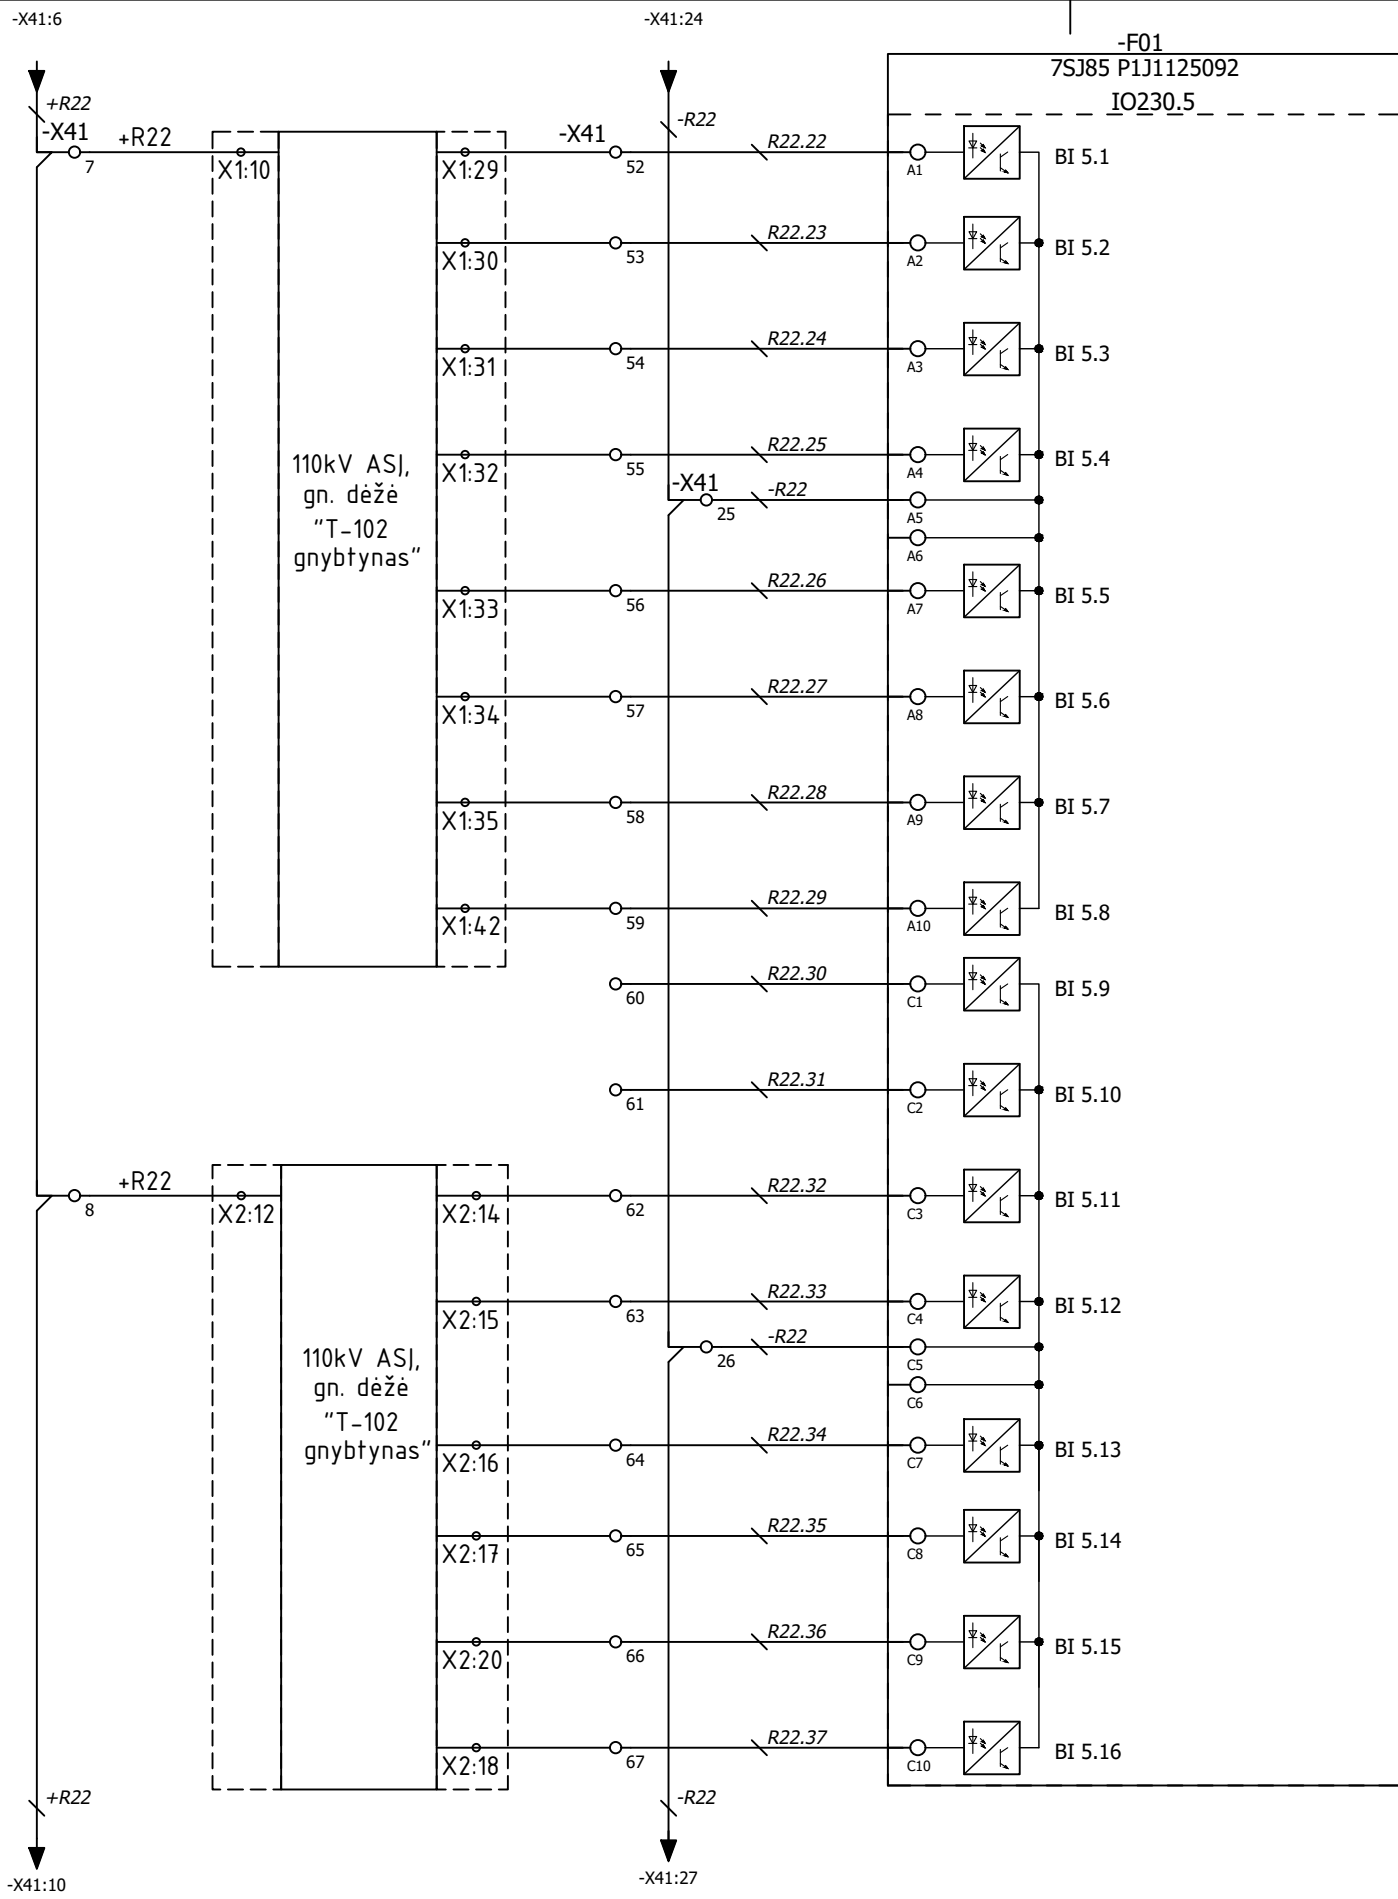 -X41:6
-X41:24
-F01
7SJ85 P1J1125092
IO230.5
+R22
-X41
7
+R22
X1:10
X1:29
-X41
52
-R22
R22.22
A1
BI 5.1
X1:30
53
R22.23
A2
BI 5.2
X1:31
54
R22.24
A3
BI 5.3
110kV ASJ,
gn. dėžė
"T-102
gnybtynas"
X1:32
55
R22.25
A4
BI 5.4
-X41
25
-R22
A5
A6
X1:33
56
R22.26
A7
BI 5.5
X1:34
57
R22.27
A8
BI 5.6
X1:35
58
R22.28
A9
BI 5.7
X1:42
59
R22.29
A10
BI 5.8
60
R22.30
C1
BI 5.9
61
R22.31
C2
BI 5.10
8
+R22
X2:12
X2:14
62
R22.32
C3
BI 5.11
X2:15
63
R22.33
C4
BI 5.12
110kV ASJ,
gn. dėžė
"T-102
gnybtynas"
26
-R22
C5
C6
X2:16
64
R22.34
C7
BI 5.13
X2:17
65
R22.35
C8
BI 5.14
X2:20
66
R22.36
C9
BI 5.15
X2:18
67
R22.37
C10
BI 5.16
+R22
-R22
-X41:10
-X41:27